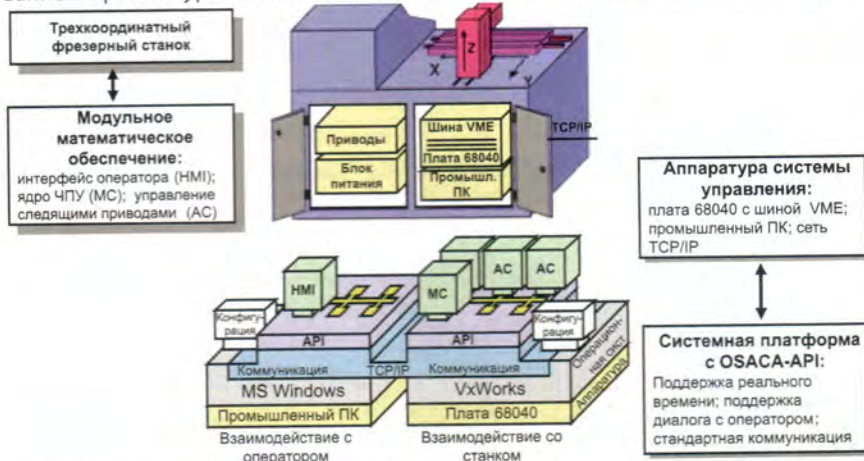 Трехкоординатный
фрезерный станок
Модульное
математическое
обеспечение:
интерфейс оператора (HMI);
ядро ЧПУ (MC); управление
следящими приводами (AC)
Z
X
Y
Приводы
Блок
питания
Шина VME
Плата 68040
Промышл.
ПК
TCP/IP
Аппаратура системы
управления:
плата 68040 с шиной VME;
промышленный ПК; сеть
TCP/IP
Системная платформа
с OSACA-API:
Поддержка реального
времени; поддержка
диалога с оператором;
стандартная коммуникация
HMI
MC
AC
AC
Конфигу-
рация
API
API
Конфигу-
рация
Коммуникация
TCP/IP
Коммуникация
MS Windows
VxWorks
Операцион-
ная сист.
Аппаратура
Промышленный ПК
Плата 68040
Взаимодействие с
оператором
Взаимодействие со
станком